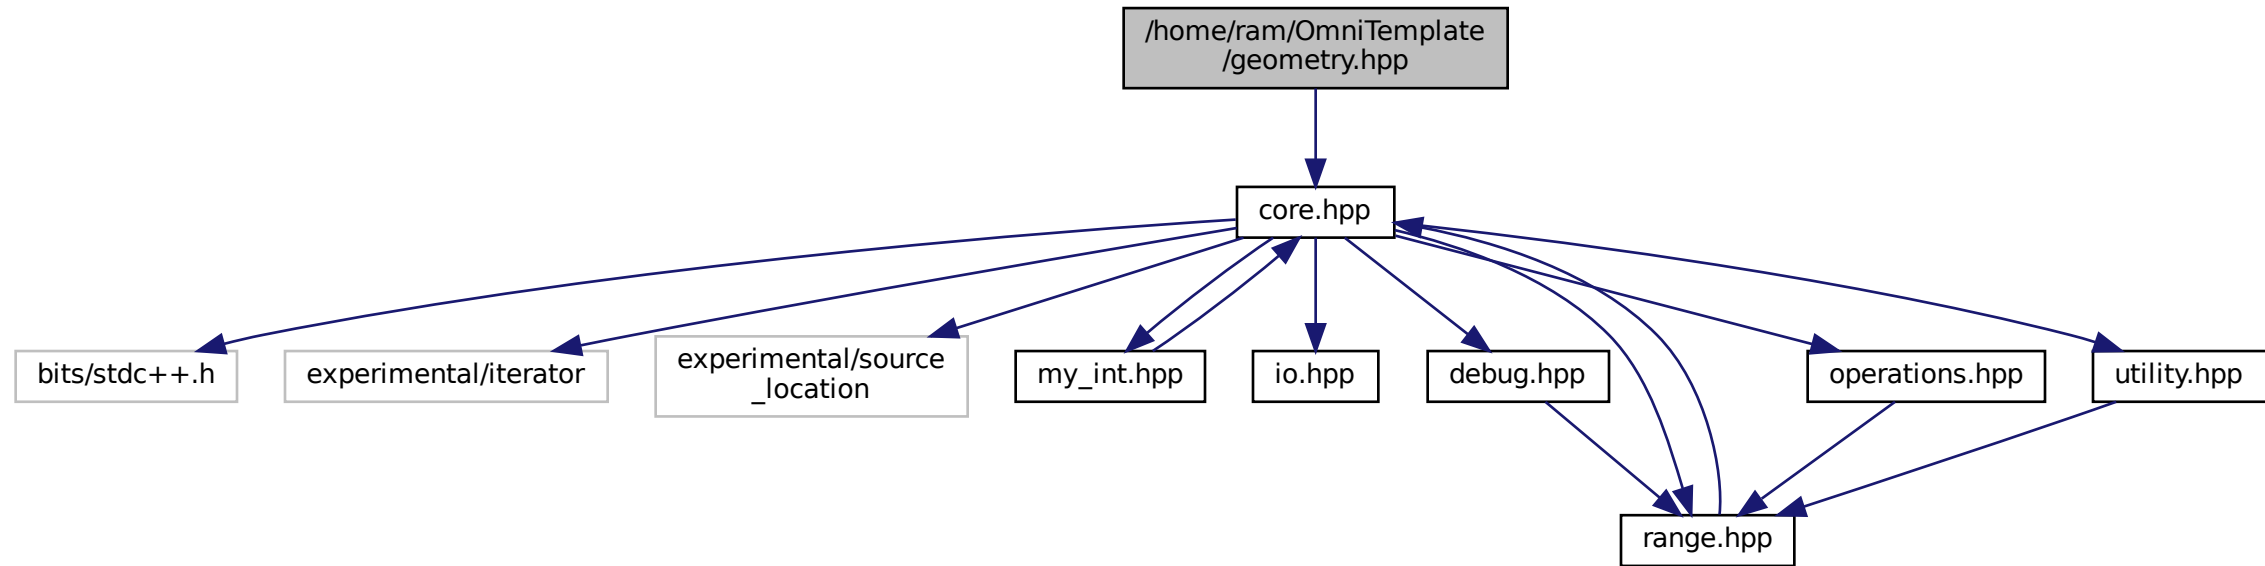 /home/ram/OmniTemplate
/geometry.hpp
core.hpp
bits/stdc++.h
experimental/iterator
experimental/source
_location
my_int.hpp
io.hpp
debug.hpp
operations.hpp
utility.hpp
range.hpp